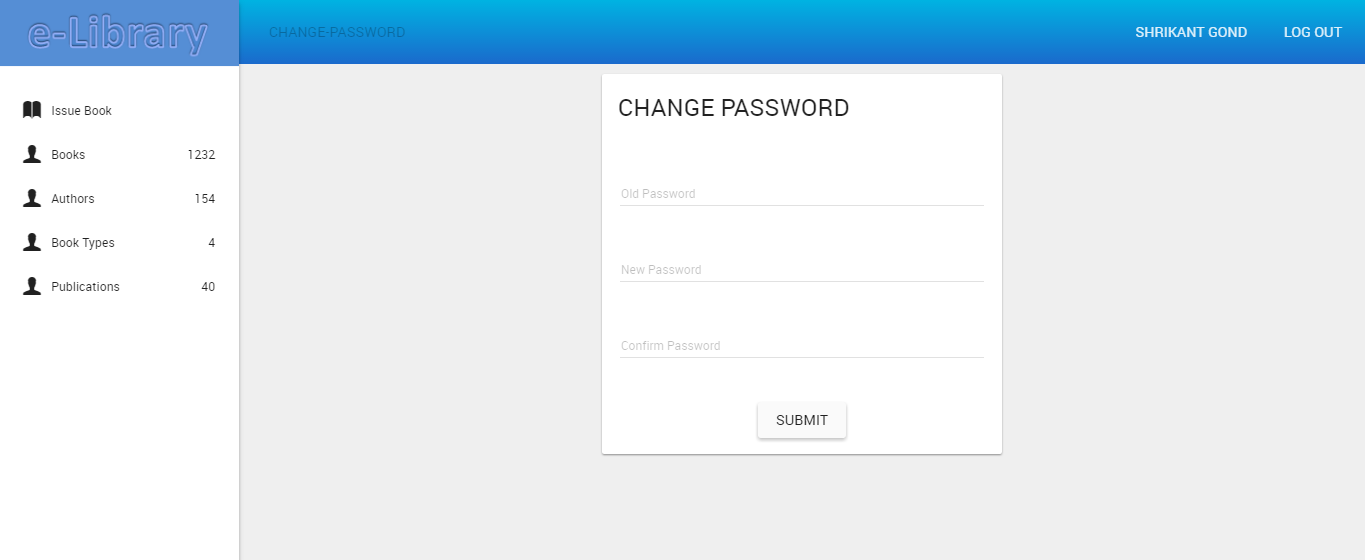 e-Library
CHANGE-PASSWORD
SHRIKANT GOND
LOG OUT
Issue Book
Books 1232
Authors 154
Book Types 4
Publications 40
CHANGE PASSWORD
Old Password
New Password
Confirm Password
SUBMIT